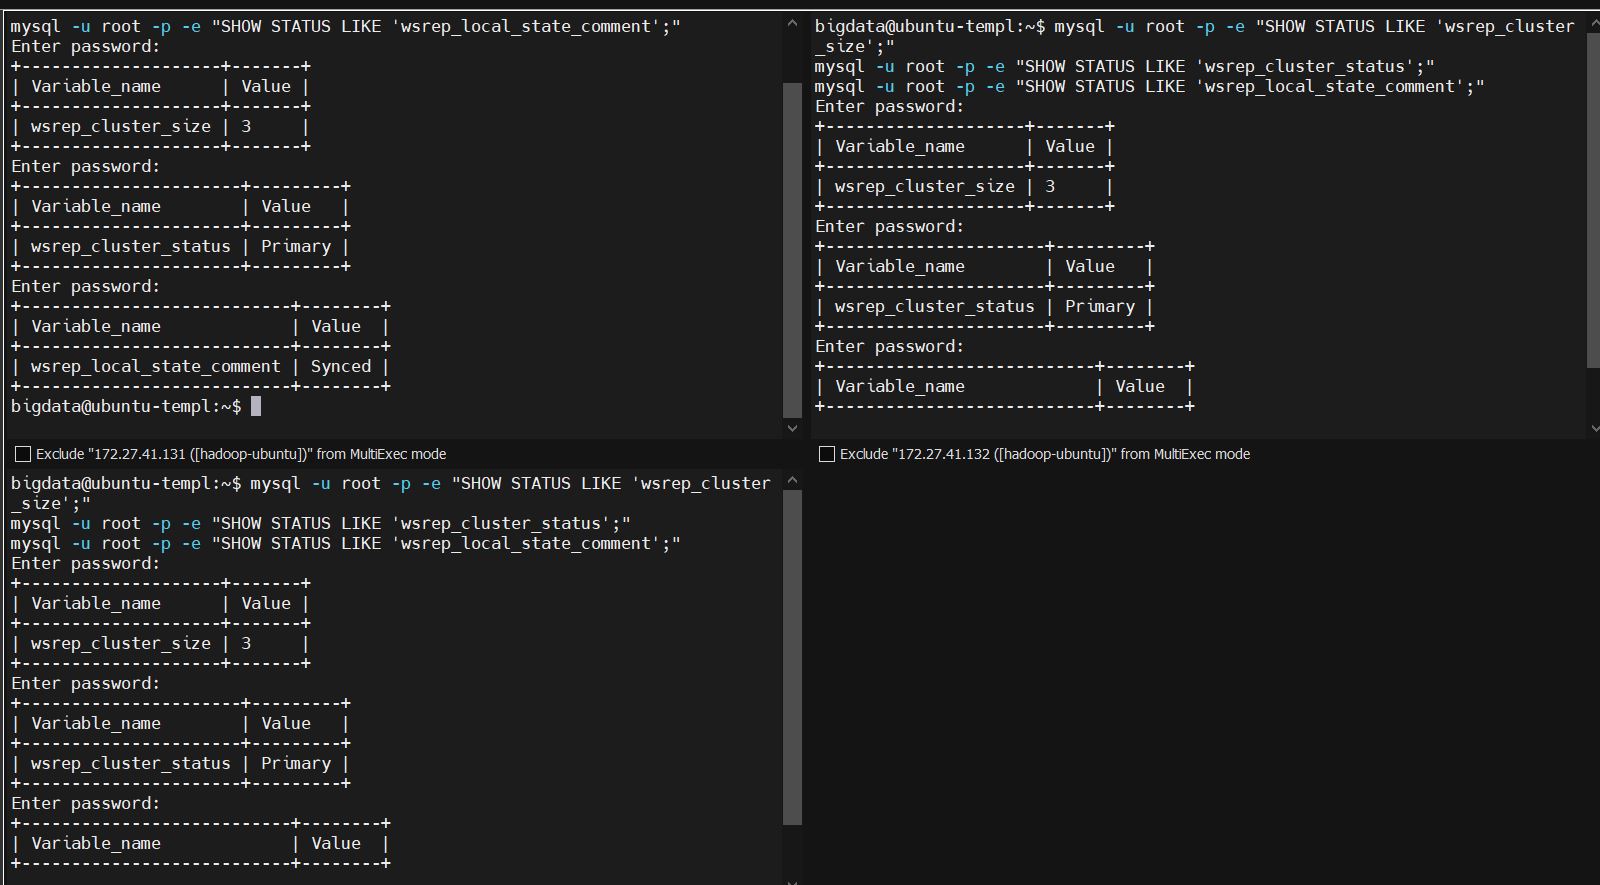 mysql -u root -p -e "SHOW STATUS LIKE 'wsrep_local_state_comment';"
Enter password:
+--------------------+-------+
| Variable_name      | Value |
+--------------------+-------+
| wsrep_cluster_size | 3     |
+--------------------+-------+
Enter password:
+----------------------+---------+
| Variable_name        | Value   |
+----------------------+---------+
| wsrep_cluster_status | Primary |
+----------------------+---------+
Enter password:
+---------------------------+--------+
| Variable_name             | Value  |
+---------------------------+--------+
| wsrep_local_state_comment | Synced |
+---------------------------+--------+
bigdata@ubuntu-templ:~$
Exclude "172.27.41.131 ([hadoop-ubuntu])" from MultiExec mode
bigdata@ubuntu-templ:~$ mysql -u root -p -e "SHOW STATUS LIKE 'wsrep_cluster
_size';"
mysql -u root -p -e "SHOW STATUS LIKE 'wsrep_cluster_status';"
mysql -u root -p -e "SHOW STATUS LIKE 'wsrep_local_state_comment';"
Enter password:
+--------------------+-------+
| Variable_name      | Value |
+--------------------+-------+
| wsrep_cluster_size | 3     |
+--------------------+-------+
Enter password:
+----------------------+---------+
| Variable_name        | Value   |
+----------------------+---------+
| wsrep_cluster_status | Primary |
+----------------------+---------+
Enter password:
+---------------------------+--------+
| Variable_name             | Value  |
+---------------------------+--------+
Exclude "172.27.41.132 ([hadoop-ubuntu])" from MultiExec mode
bigdata@ubuntu-templ:~$ mysql -u root -p -e "SHOW STATUS LIKE 'wsrep_cluster
_size';"
mysql -u root -p -e "SHOW STATUS LIKE 'wsrep_cluster_status';"
mysql -u root -p -e "SHOW STATUS LIKE 'wsrep_local_state_comment';"
Enter password:
+--------------------+-------+
| Variable_name      | Value |
+--------------------+-------+
| wsrep_cluster_size | 3     |
+--------------------+-------+
Enter password:
+----------------------+---------+
| Variable_name        | Value   |
+----------------------+---------+
| wsrep_cluster_status | Primary |
+----------------------+---------+
Enter password:
+---------------------------+--------+
| Variable_name             | Value  |
+---------------------------+--------+